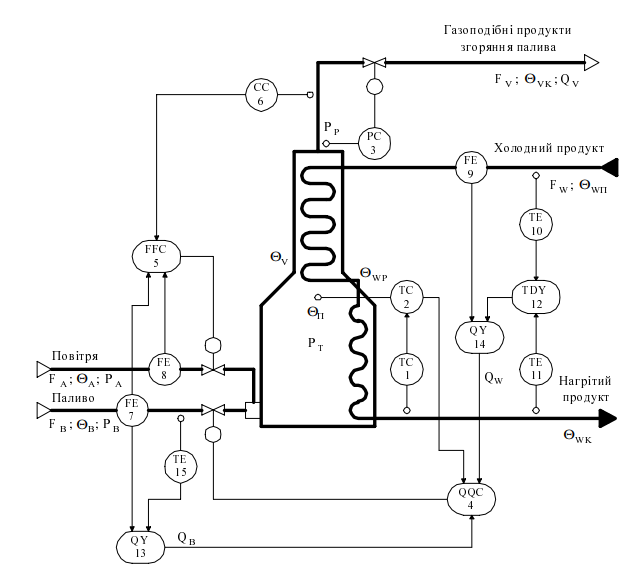 Газоподібні продукти
згоряння палива
F V ; Θ VK ; Q V
CC
6
P P
PC
3
Холодний продукт
FE
9
F W ; Θ WП
TE
10
FFC
5
Θ V
Θ WP
TC
2
TDY
12
Θ П
P T
QY
14
Повітря
FE
8
F A ; Θ A ; P A
TC
1
TE
11
Q W
Нагрітий
продукт
Паливо
FE
7
F B ; Θ B ; P B
Θ WK
TE
15
QQC
4
QY
13
Q B